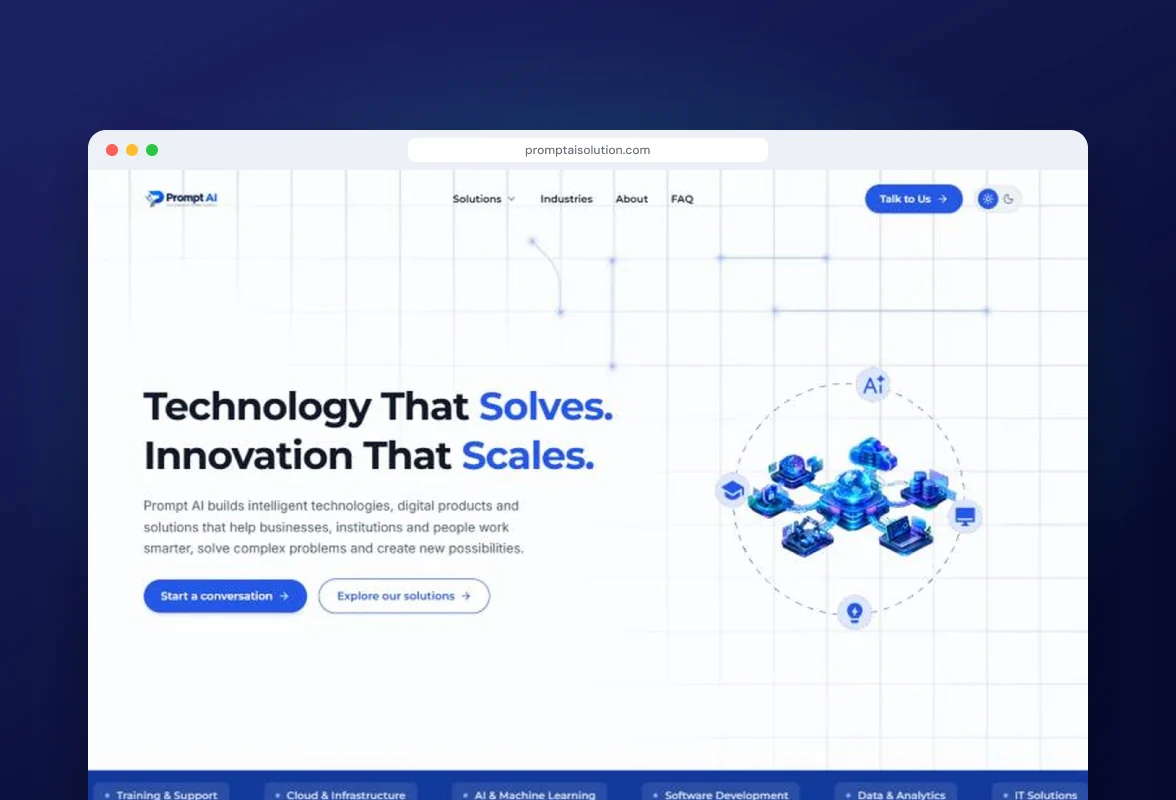 promptaisolution.com
Prompt AI
Solutions
Industries
About
FAQ
Talk to Us
Technology That Solves.
Innovation That Scales.
Prompt AI builds intelligent technologies, digital products and
solutions that help businesses, institutions and people work
smarter, solve complex problems and create new possibilities.
Start a conversation
Explore our solutions
Ai
Training & Support
Cloud & Infrastructure
AI & Machine Learning
Software Development
Data & Analytics
IT Solutions